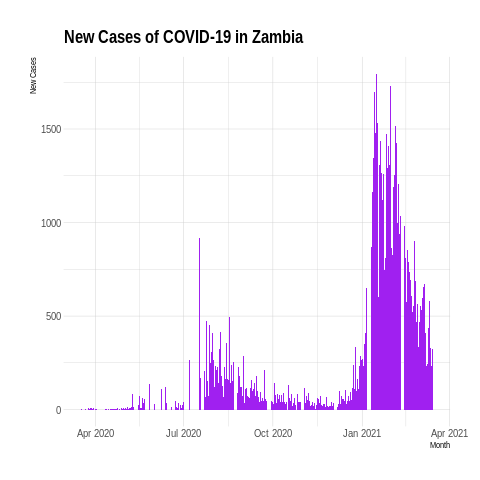 New Cases of COVID-19 in Zambia
New Cases
1500
1000
500
0
Apr 2020
Jul 2020
Oct 2020
Jan 2021
Apr 2021
Month